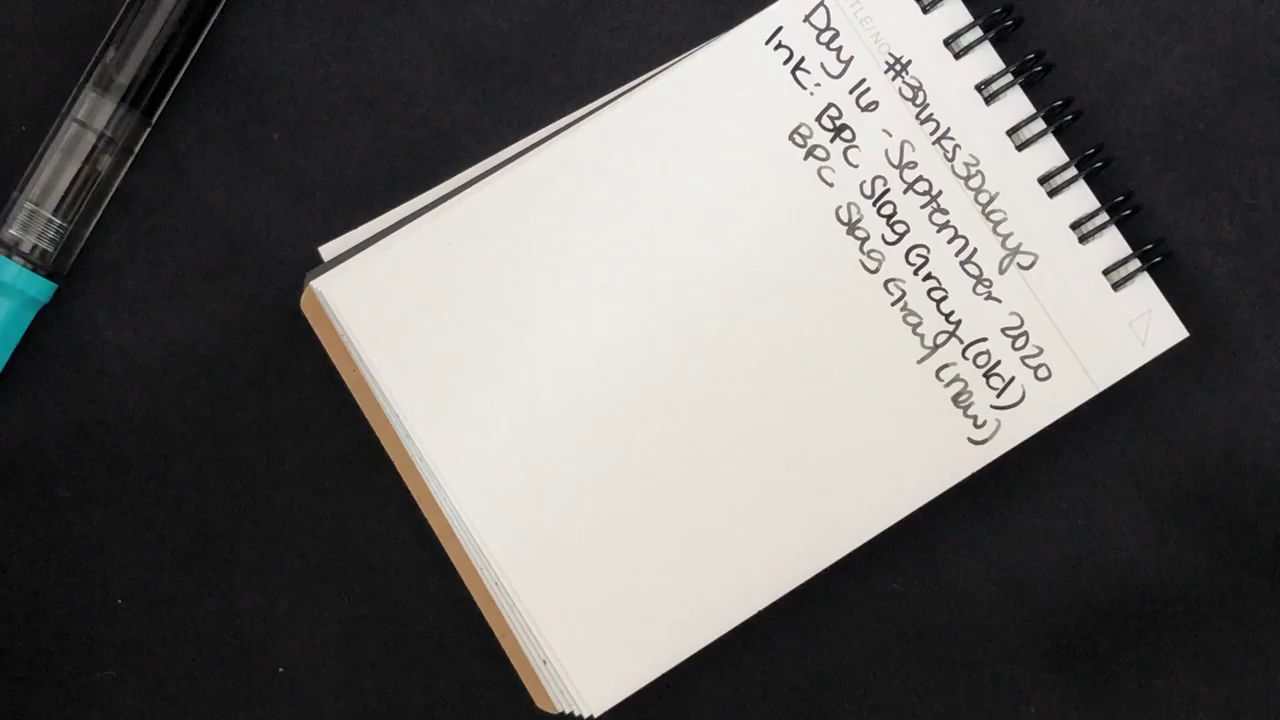 #30inks30days
Day 16 - September 2020
Ink: BPC Slag Gray (old)
BPC Slag Gray (new)